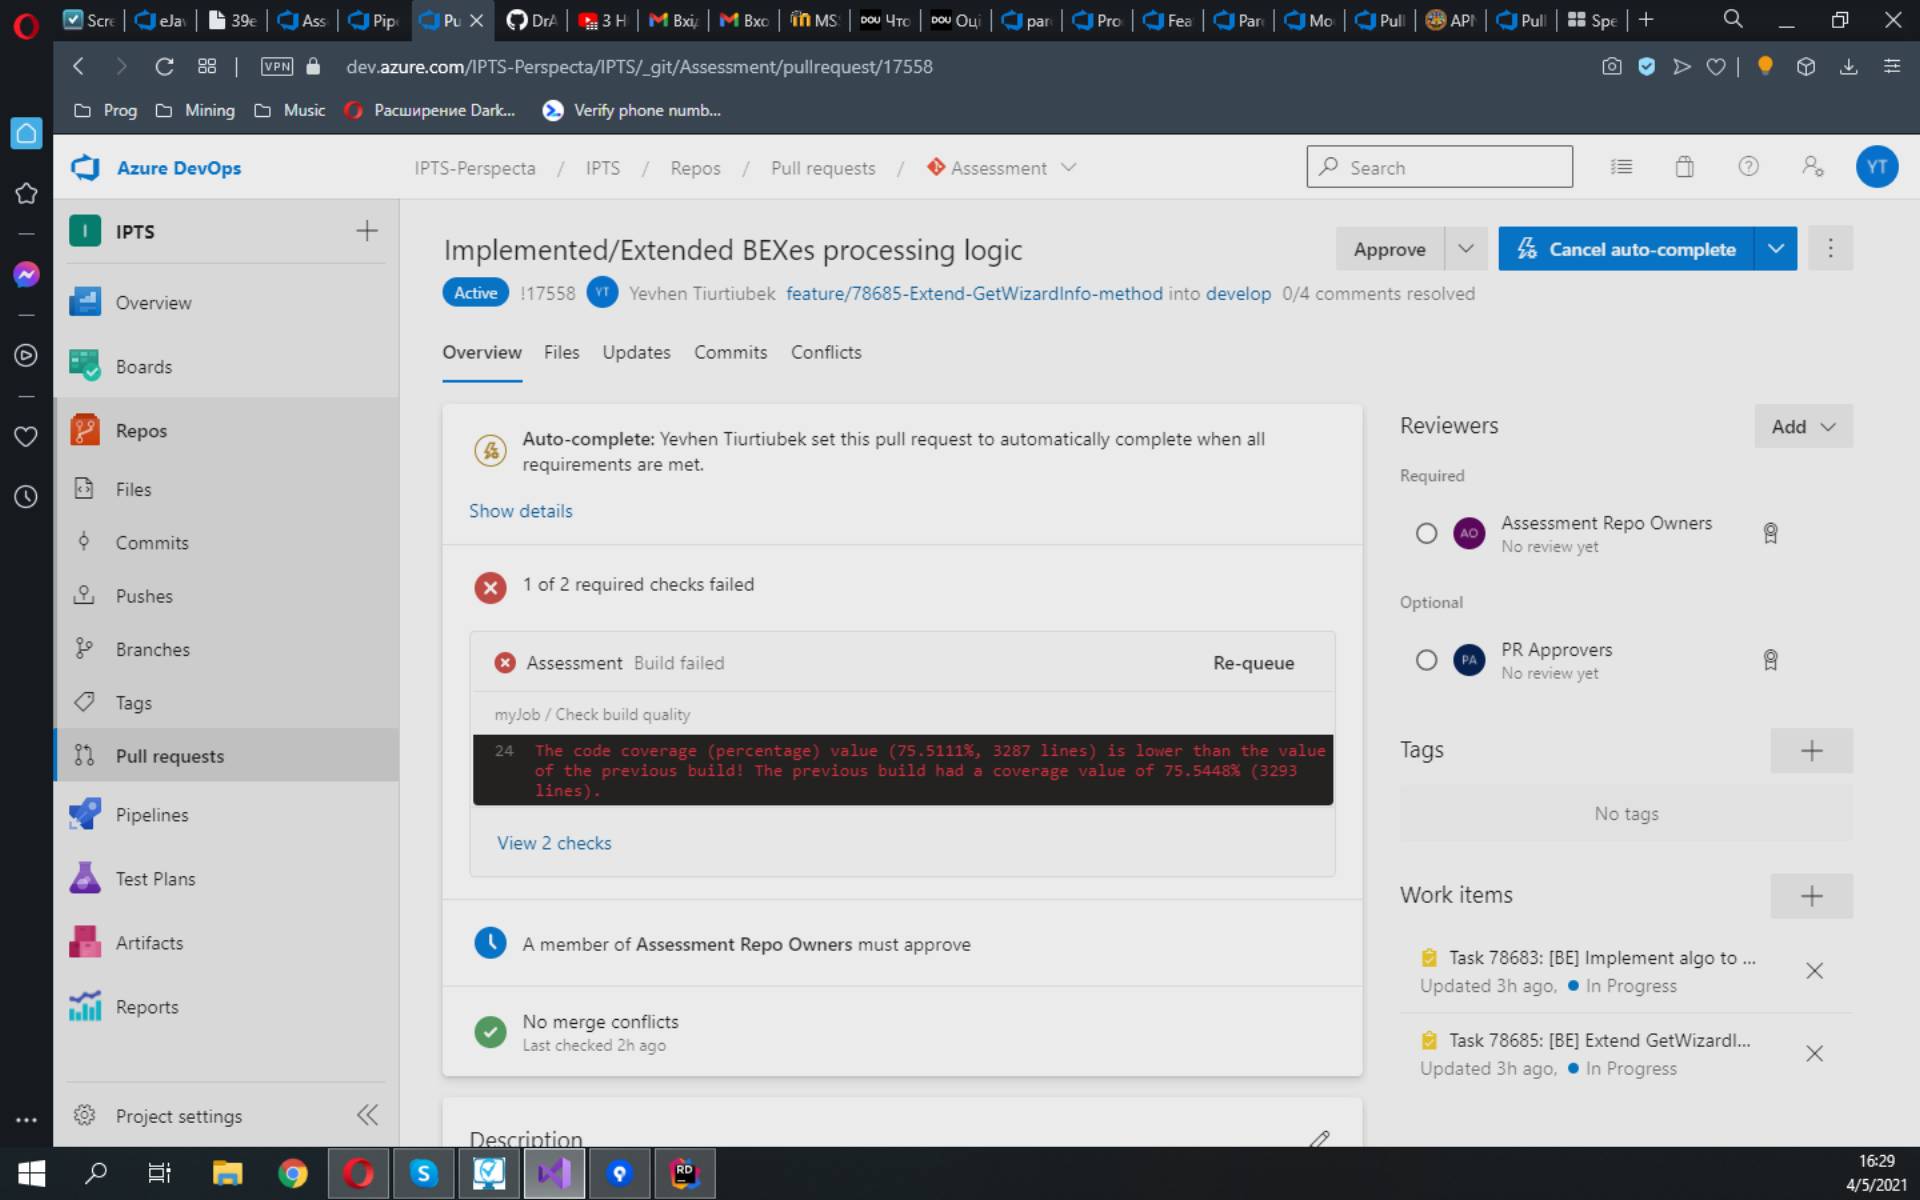 Scre
eJav
39e
Ass
Pip
Pu
DrA
3 H
Вхі
Вхо
MS
DOU Что
DOU Оці
par
Pro
Fea
Par
Mo
Pull
API
Pull
Spe
VPN
dev.azure.com/IPTS-Perspecta/IPTS/_git/Assessment/pullrequest/17558
Prog
Mining
Music
Расширение Dark...
Verify phone numb...
Azure DevOps
IPTS-Perspecta / IPTS / Repos / Pull requests / Assessment
Search
YT
I IPTS
Overview
Boards
Repos
Files
Commits
Pushes
Branches
Tags
Pull requests
Pipelines
Test Plans
Artifacts
Reports
Project settings
Implemented/Extended BEXes processing logic
Approve
Cancel auto-complete
Active !17558 YT Yevhen Tiurtiubek feature/78685-Extend-GetWizardInfo-method into develop 0/4 comments resolved
Overview Files Updates Commits Conflicts
Auto-complete: Yevhen Tiurtiubek set this pull request to automatically complete when all
requirements are met.
Show details
1 of 2 required checks failed
Assessment Build failed
Re-queue
myJob / Check build quality
24 The code coverage (percentage) value (75.5111%, 3287 lines) is lower than the value
of the previous build! The previous build had a coverage value of 75.5448% (3293
lines).
View 2 checks
A member of Assessment Repo Owners must approve
No merge conflicts
Last checked 2h ago
Description
Reviewers
Add
Required
AO Assessment Repo Owners
No review yet
Optional
PA PR Approvers
No review yet
Tags
No tags
Work items
Task 78683: [BE] Implement algo to ...
Updated 3h ago, In Progress
Task 78685: [BE] Extend GetWizardI...
Updated 3h ago, In Progress
S
RD
16:29
4/5/2021